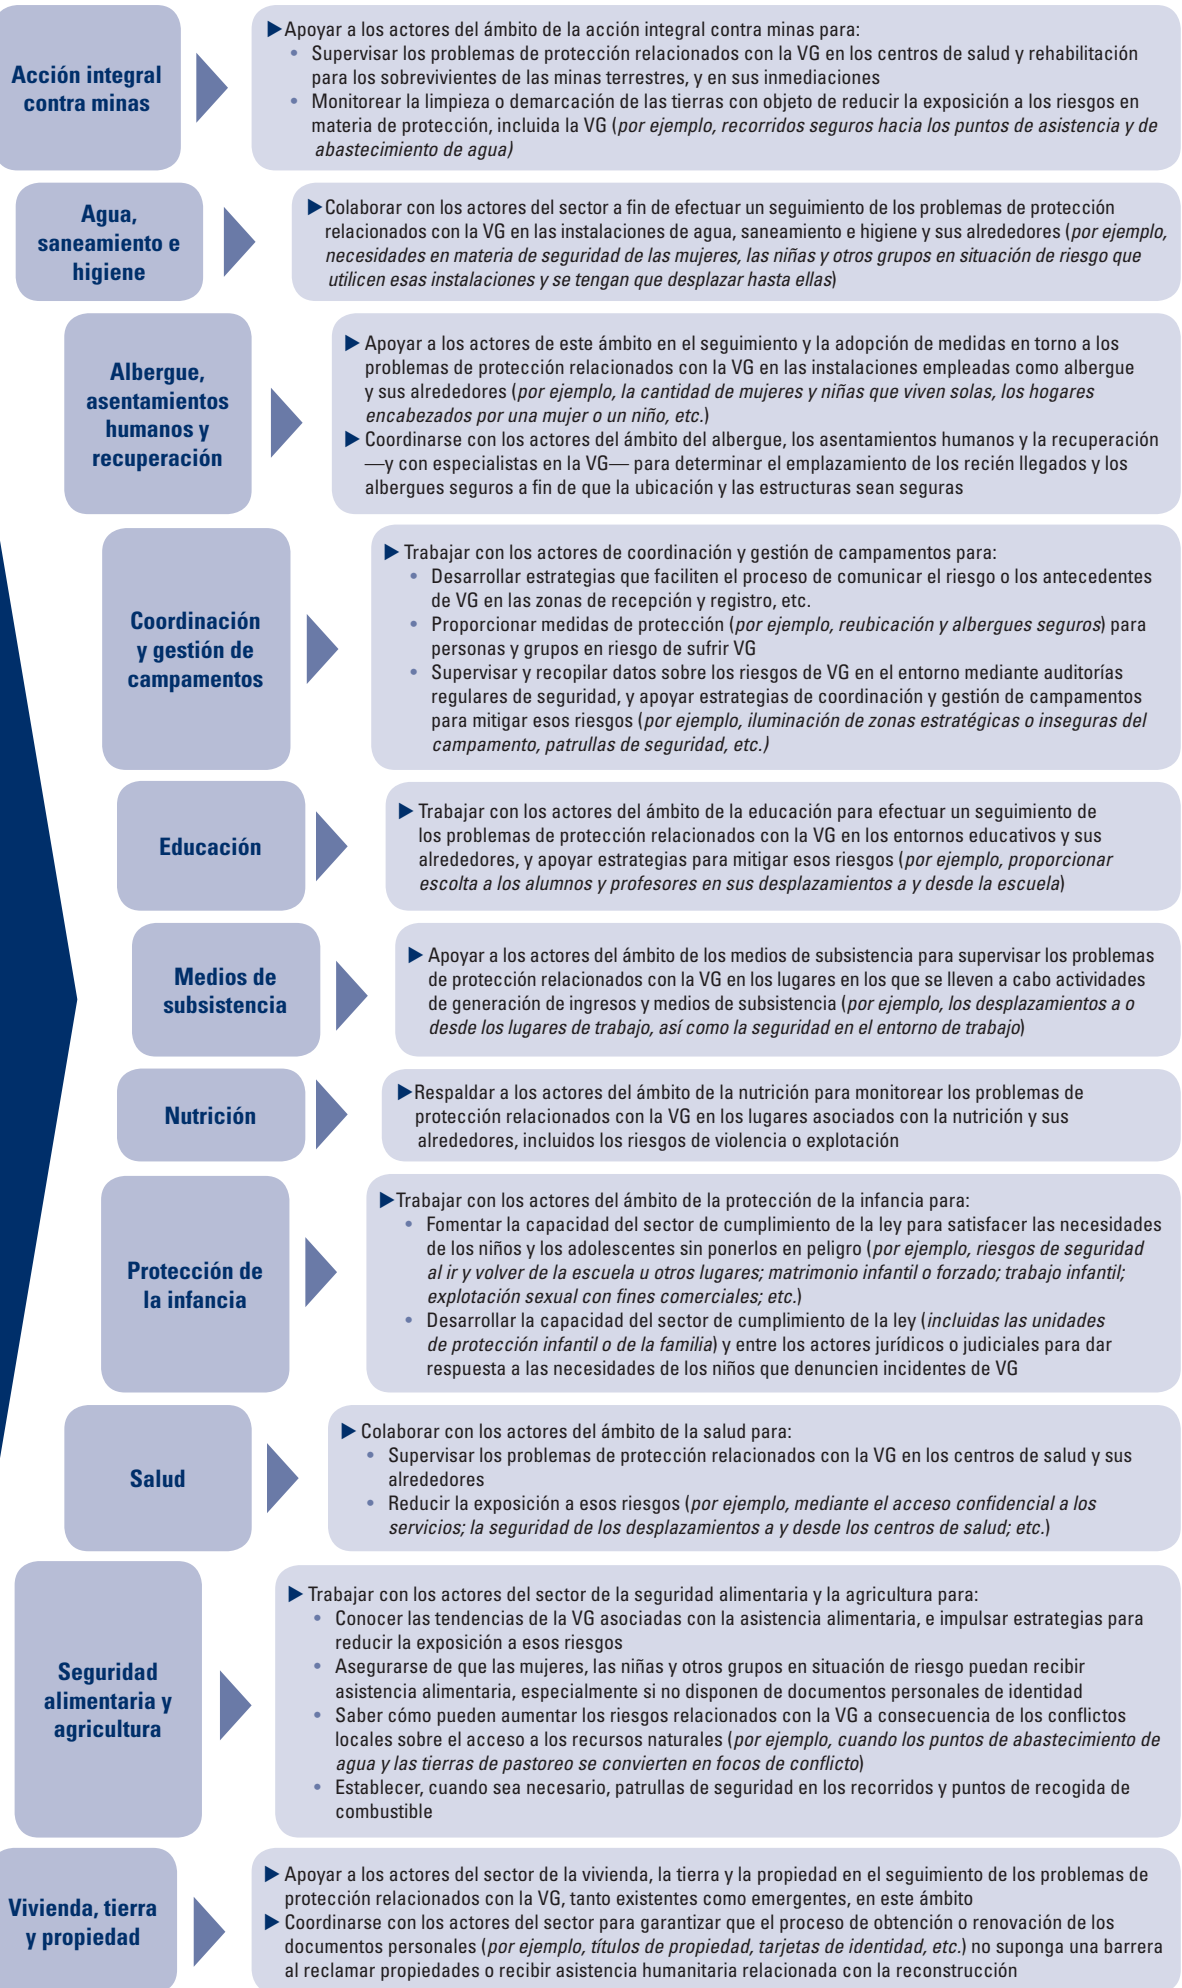 Acción integral
contra minas
▶ Apoyar a los actores del ámbito de la acción integral contra minas para:
• Supervisar los problemas de protección relacionados con la VG en los centros de salud y rehabilitación
para los sobrevivientes de las minas terrestres, y en sus inmediaciones
• Monitorear la limpieza o demarcación de las tierras con objeto de reducir la exposición a los riesgos en
materia de protección, incluida la VG (por ejemplo, recorridos seguros hacia los puntos de asistencia y de
abastecimiento de agua)
Agua,
saneamiento e
higiene
▶ Colaborar con los actores del sector a fin de efectuar un seguimiento de los problemas de protección
relacionados con la VG en las instalaciones de agua, saneamiento e higiene y sus alrededores (por ejemplo,
necesidades en materia de seguridad de las mujeres, las niñas y otros grupos en situación de riesgo que
utilicen esas instalaciones y se tengan que desplazar hasta ellas)
Albergue,
asentamientos
humanos y
recuperación
▶ Apoyar a los actores de este ámbito en el seguimiento y la adopción de medidas en torno a los
problemas de protección relacionados con la VG en las instalaciones empleadas como albergue
y sus alrededores (por ejemplo, la cantidad de mujeres y niñas que viven solas, los hogares
encabezados por una mujer o un niño, etc.)
▶ Coordinarse con los actores del ámbito del albergue, los asentamientos humanos y la recuperación
—y con especialistas en la VG— para determinar el emplazamiento de los recién llegados y los
albergues seguros a fin de que la ubicación y las estructuras sean seguras
Coordinación
y gestión de
campamentos
▶ Trabajar con los actores de coordinación y gestión de campamentos para:
• Desarrollar estrategias que faciliten el proceso de comunicar el riesgo o los antecedentes
de VG en las zonas de recepción y registro, etc.
• Proporcionar medidas de protección (por ejemplo, reubicación y albergues seguros) para
personas y grupos en riesgo de sufrir VG
• Supervisar y recopilar datos sobre los riesgos de VG en el entorno mediante auditorías
regulares de seguridad, y apoyar estrategias de coordinación y gestión de campamentos
para mitigar esos riesgos (por ejemplo, iluminación de zonas estratégicas o inseguras del
campamento, patrullas de seguridad, etc.)
Educación
▶ Trabajar con los actores del ámbito de la educación para efectuar un seguimiento de
los problemas de protección relacionados con la VG en los entornos educativos y sus
alrededores, y apoyar estrategias para mitigar esos riesgos (por ejemplo, proporcionar
escolta a los alumnos y profesores en sus desplazamientos a y desde la escuela)
Medios de
subsistencia
▶ Apoyar a los actores del ámbito de los medios de subsistencia para supervisar los problemas
de protección relacionados con la VG en los lugares en los que se lleven a cabo actividades
de generación de ingresos y medios de subsistencia (por ejemplo, los desplazamientos a o
desde los lugares de trabajo, así como la seguridad en el entorno de trabajo)
Nutrición
▶ Respaldar a los actores del ámbito de la nutrición para monitorear los problemas de
protección relacionados con la VG en los lugares asociados con la nutrición y sus
alrededores, incluidos los riesgos de violencia o explotación
Protección de
la infancia
▶ Trabajar con los actores del ámbito de la protección de la infancia para:
• Fomentar la capacidad del sector de cumplimiento de la ley para satisfacer las necesidades
de los niños y los adolescentes sin ponerlos en peligro (por ejemplo, riesgos de seguridad
al ir y volver de la escuela u otros lugares; matrimonio infantil o forzado; trabajo infantil;
explotación sexual con fines comerciales; etc.)
• Desarrollar la capacidad del sector de cumplimiento de la ley (incluidas las unidades
de protección infantil o de la familia) y entre los actores jurídicos o judiciales para dar
respuesta a las necesidades de los niños que denuncien incidentes de VG
Salud
▶ Colaborar con los actores del ámbito de la salud para:
• Supervisar los problemas de protección relacionados con la VG en los centros de salud y sus
alrededores
• Reducir la exposición a esos riesgos (por ejemplo, mediante el acceso confidencial a los
servicios; la seguridad de los desplazamientos a y desde los centros de salud; etc.)
Seguridad
alimentaria y
agricultura
▶ Trabajar con los actores del sector de la seguridad alimentaria y la agricultura para:
• Conocer las tendencias de la VG asociadas con la asistencia alimentaria, e impulsar estrategias para
reducir la exposición a esos riesgos
• Asegurarse de que las mujeres, las niñas y otros grupos en situación de riesgo puedan recibir
asistencia alimentaria, especialmente si no disponen de documentos personales de identidad
• Saber cómo pueden aumentar los riesgos relacionados con la VG a consecuencia de los conflictos
locales sobre el acceso a los recursos naturales (por ejemplo, cuando los puntos de abastecimiento de
agua y las tierras de pastoreo se convierten en focos de conflicto)
• Establecer, cuando sea necesario, patrullas de seguridad en los recorridos y puntos de recogida de
combustible
Vivienda, tierra
y propiedad
▶ Apoyar a los actores del sector de la vivienda, la tierra y la propiedad en el seguimiento de los problemas de
protección relacionados con la VG, tanto existentes como emergentes, en este ámbito
▶ Coordinarse con los actores del sector para garantizar que el proceso de obtención o renovación de los
documentos personales (por ejemplo, títulos de propiedad, tarjetas de identidad, etc.) no suponga una barrera
al reclamar propiedades o recibir asistencia humanitaria relacionada con la reconstrucción